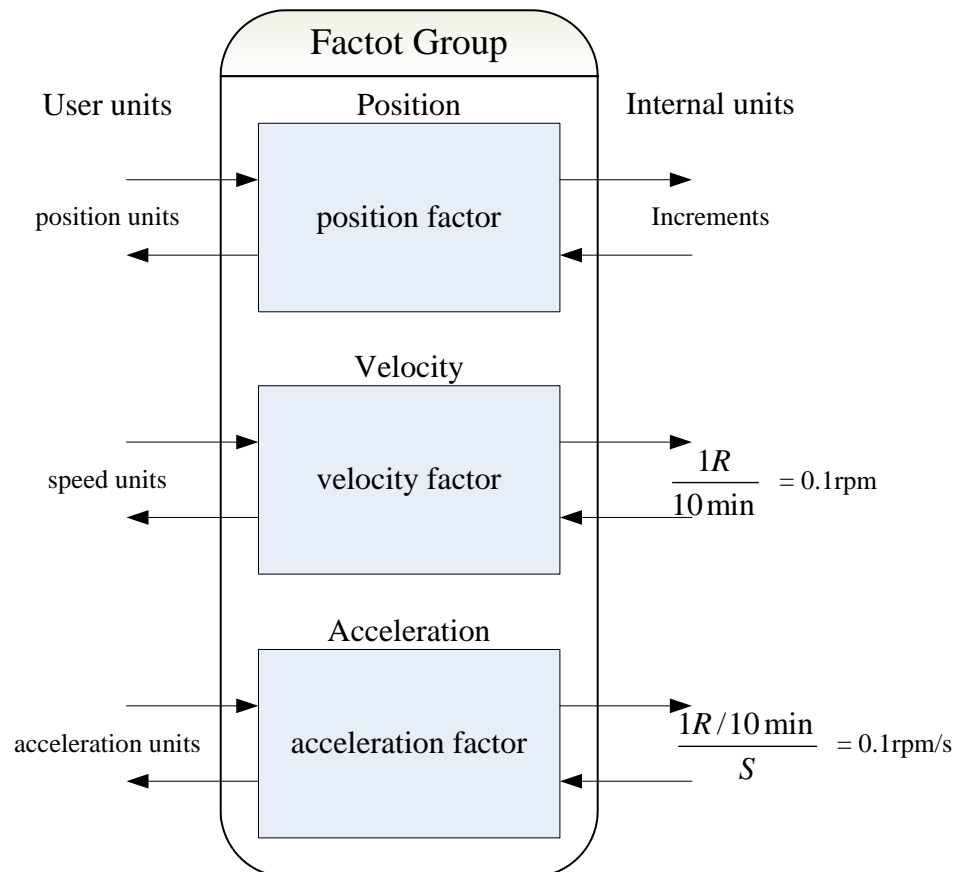 Factot Group
User units
Position
Internal units
position units
position factor
Increments
Velocity
speed units
velocity factor
1R
10 min
= 0.1rpm
Acceleration
acceleration units
acceleration factor
1R / 10 min
S
= 0.1rpm/s